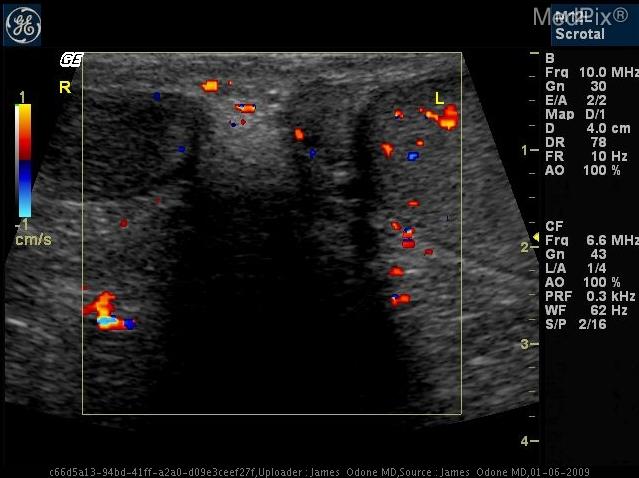 MedPix®
M12L
Scrotal
GE
GE
R
L
1
-1
cm/s
B
Frq 10.0 MHz
Gn 30
E/A 2/2
Map D/1
D 4.0 cm
DR 78
FR 10 Hz
AO 100 %
CF
Frq 6.6 MHz
Gn 43
L/A 1/4
AO 100 %
PRF 0.3 kHz
WF 62 Hz
S/P 2/16
1
2
3
4
c66d5a13-94bd-41ff-a2a0-d09e3ceef27f,Uploader : James Odone MD,Source : James Odone MD,01-06-2009